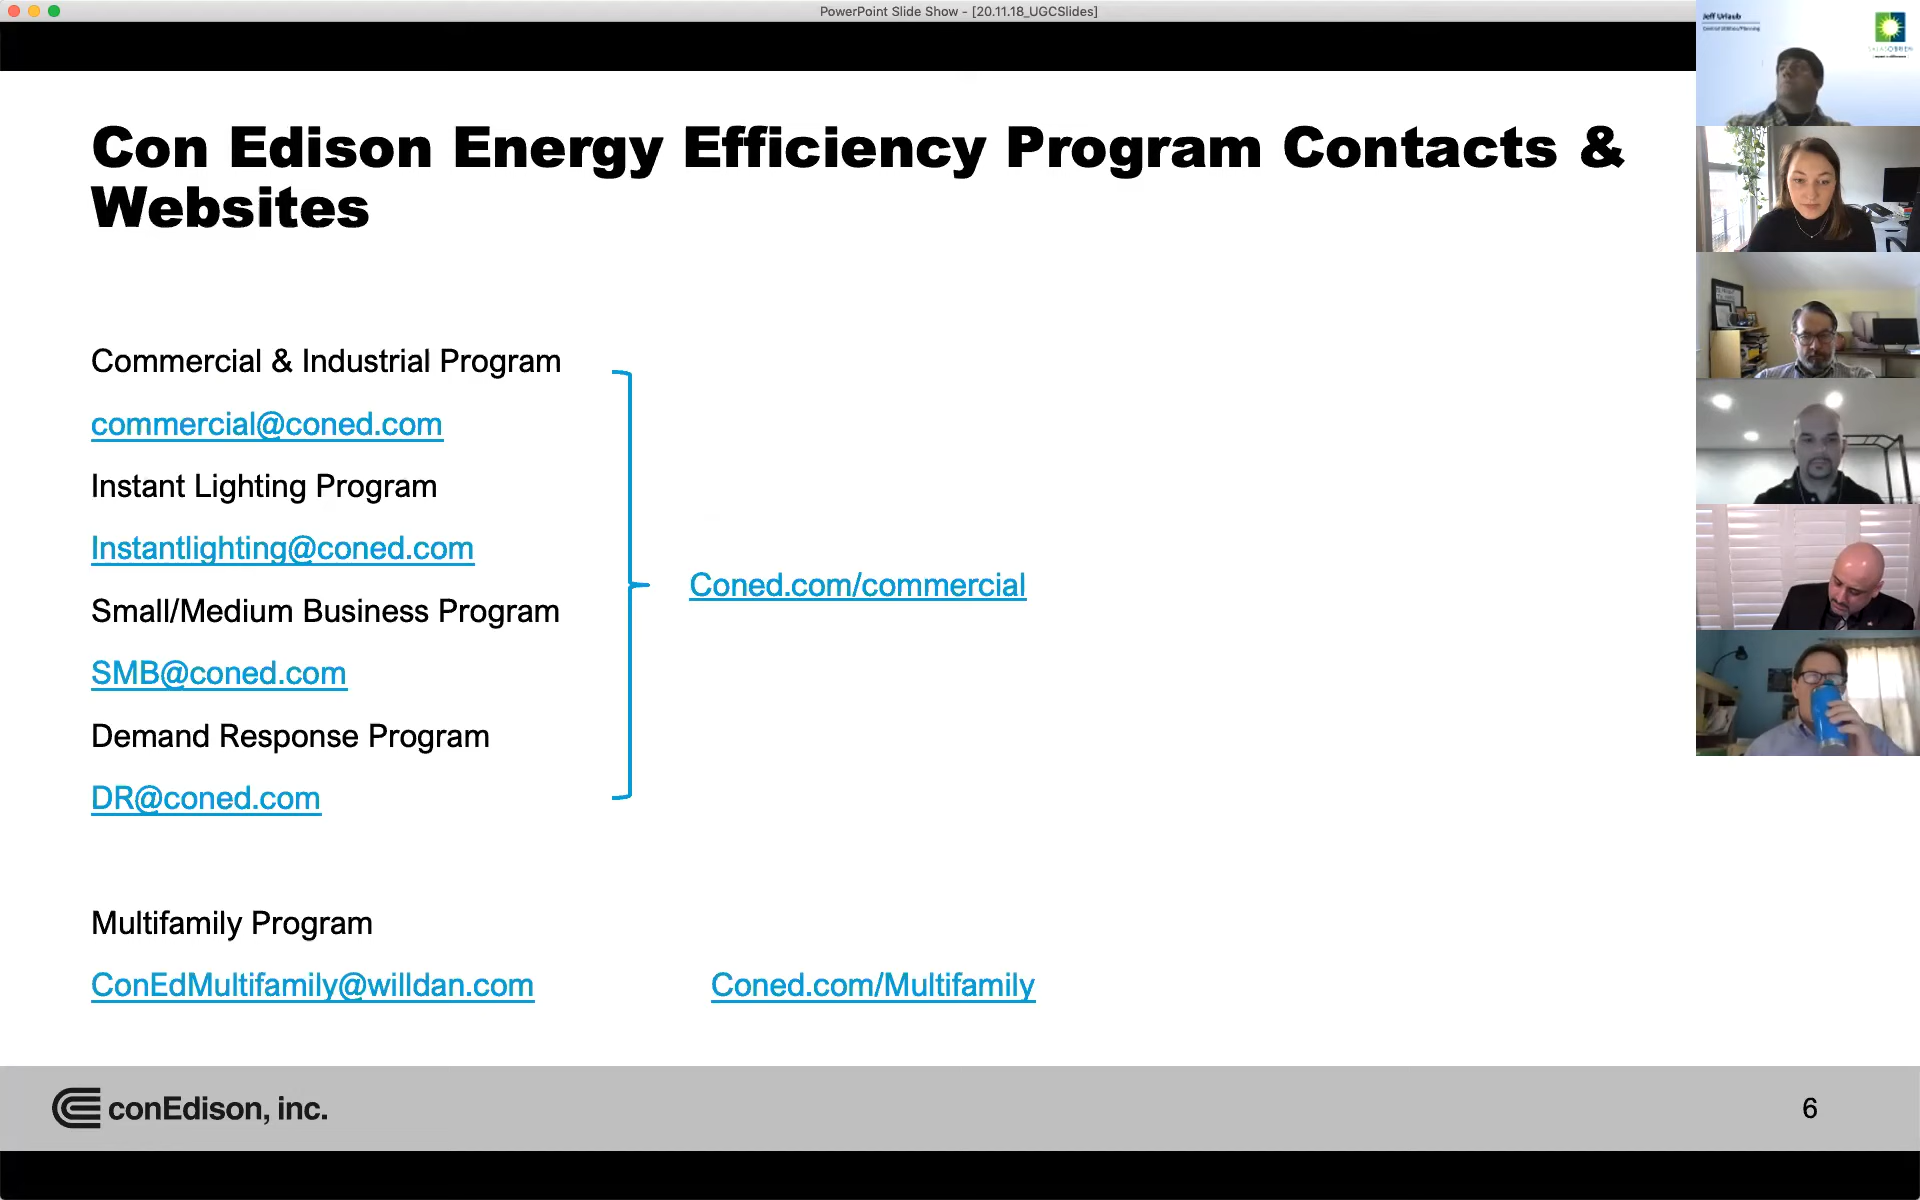 PowerPoint Slide Show - [20.11.18_UGCSlides]
Jeff Urlaub
Con Edison Energy Efficiency Program Contacts &
Websites
Commercial & Industrial Program
commercial@coned.com
Instant Lighting Program
Instantlighting@coned.com
Small/Medium Business Program
SMB@coned.com
Demand Response Program
DR@coned.com
Coned.com/commercial
Multifamily Program
ConEdMultifamily@willdan.com
Coned.com/Multifamily
conEdison, inc.
6